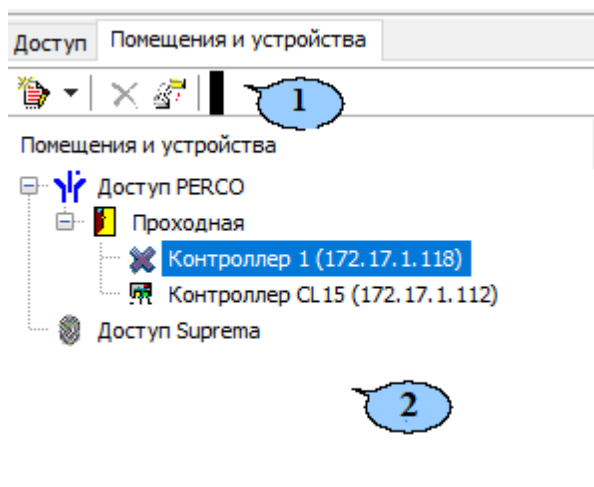 Доступ Помещения и устройства
1
Помещения и устройства
Доступ PERCO
Проходная
Контроллер 1 (172.17.1.118)
Контроллер CL15 (172.17.1.112)
Доступ Suprema
2